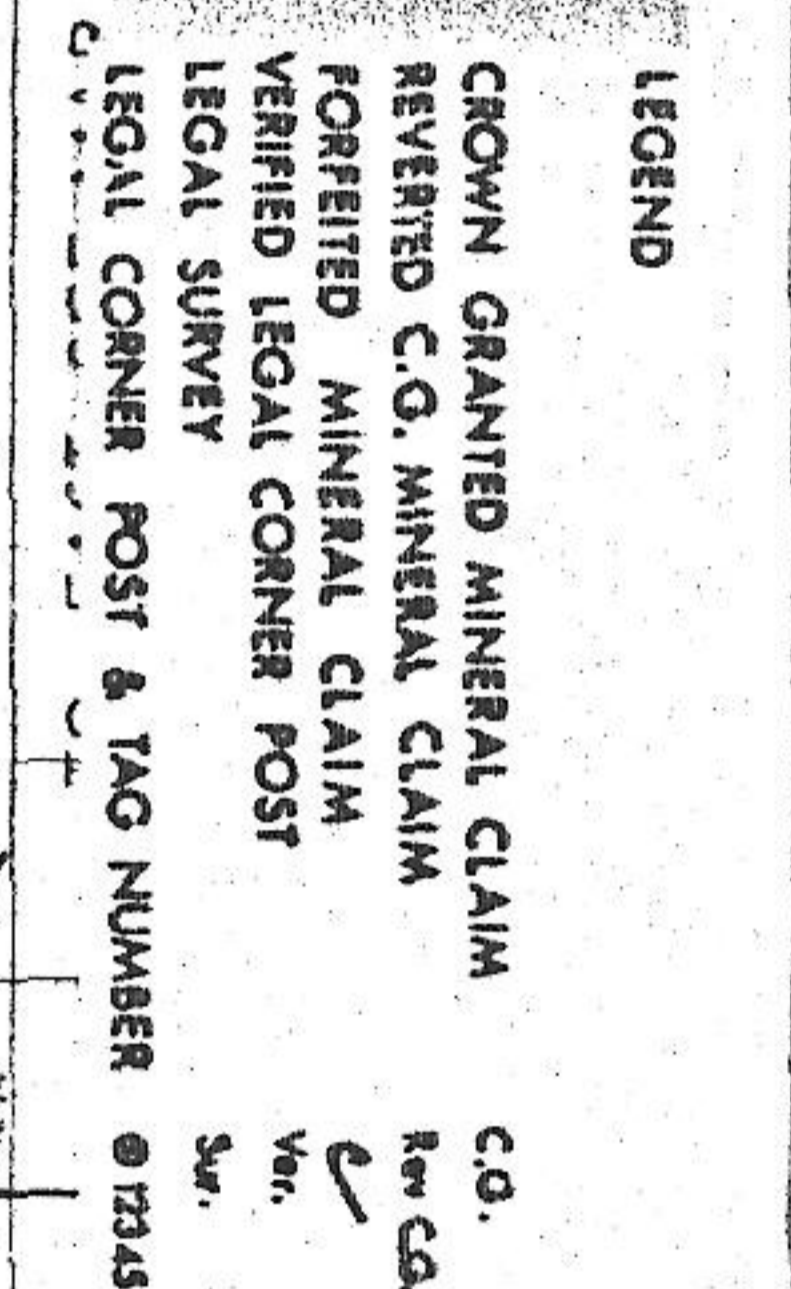 LEGEND
CROWN GRANTED MINERAL CLAIM C.G.
REVERTED C.G. MINERAL CLAIM Rev CG
FORFEITED MINERAL CLAIM
VERIFIED LEGAL CORNER POST Ver.
LEGAL SURVEY Sur.
LEGAL CORNER POST & TAG NUMBER 12345